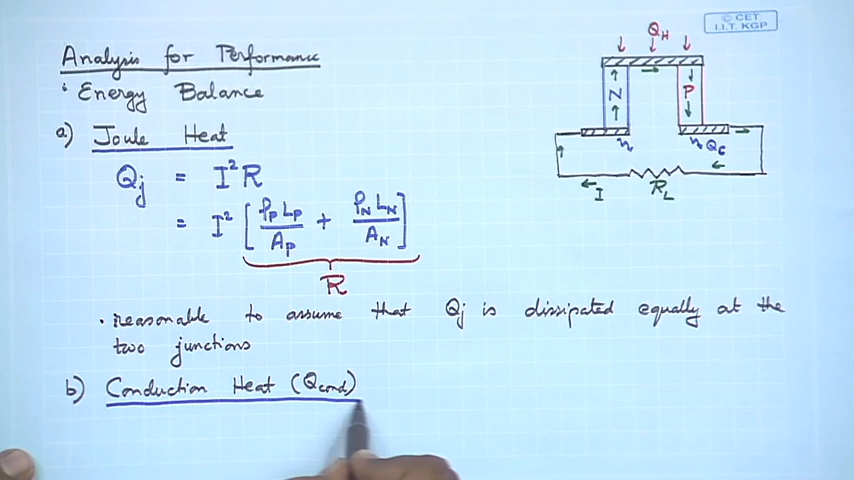 © CET
I.I.T. KGP
Analysis for Performance
Energy Balance
a) Joule Heat
Qj = I²R
= I² [ρP LP / AP + ρN LN / AN]
R
• reasonable to assume that Qj is dissipated equally at the
two junctions
b) Conduction Heat (Qcond)
QH
N
P
QC
I
RL